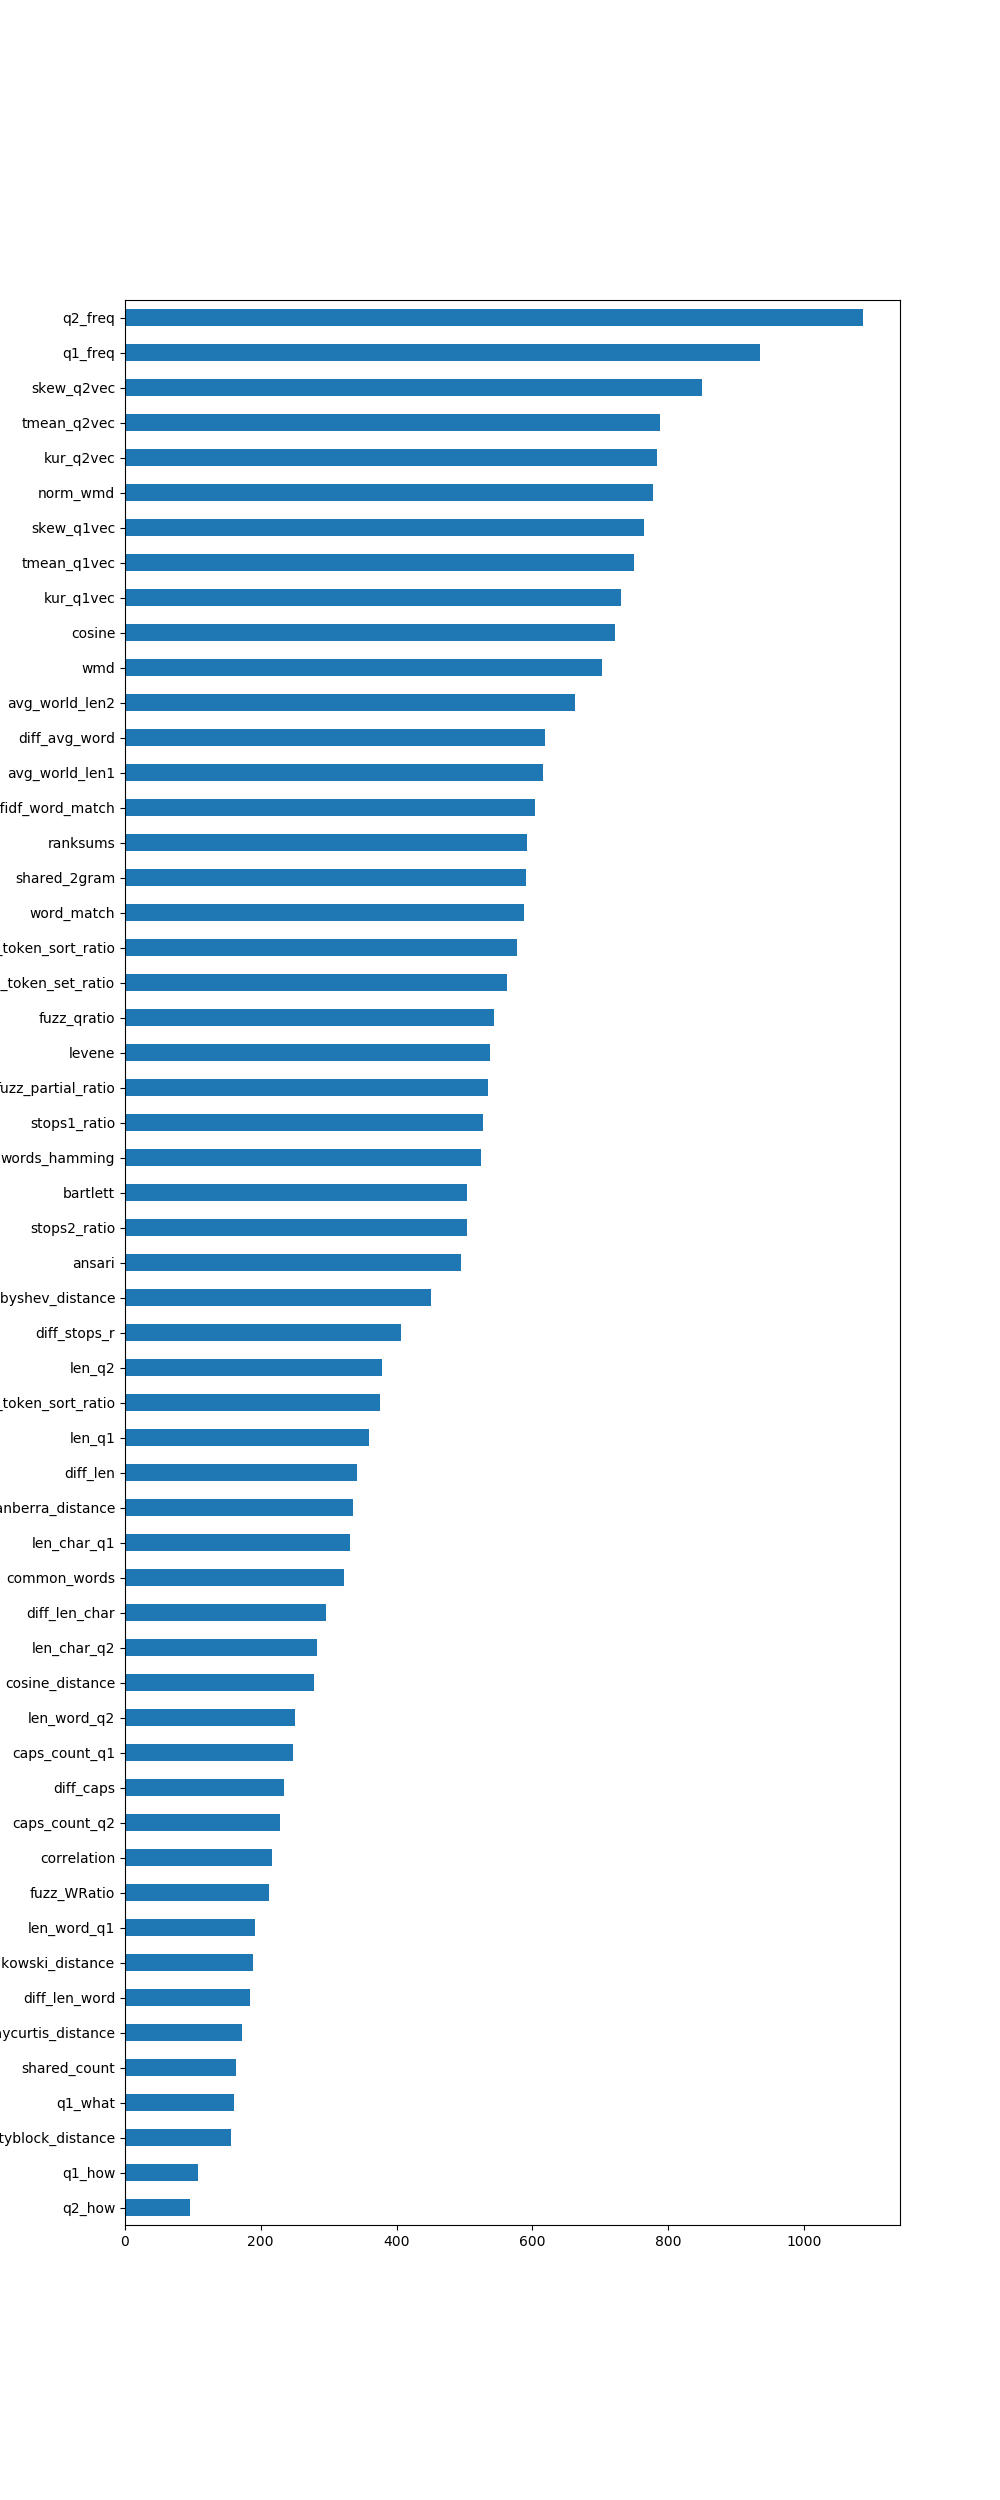 q2_freq
q1_freq
skew_q2vec
tmean_q2vec
kur_q2vec
norm_wmd
skew_q1vec
tmean_q1vec
kur_q1vec
cosine
wmd
avg_world_len2
diff_avg_word
avg_world_len1
fidf_word_match
ranksums
shared_2gram
word_match
_token_sort_ratio
_token_set_ratio
fuzz_qratio
levene
fuzz_partial_ratio
stops1_ratio
words_hamming
bartlett
stops2_ratio
ansari
byshev_distance
diff_stops_r
len_q2
_token_sort_ratio
len_q1
diff_len
anberra_distance
len_char_q1
common_words
diff_len_char
len_char_q2
cosine_distance
len_word_q2
caps_count_q1
diff_caps
caps_count_q2
correlation
fuzz_WRatio
len_word_q1
kowski_distance
diff_len_word
aycurtis_distance
shared_count
q1_what
tyblock_distance
q1_how
q2_how
0 200 400 600 800 1000